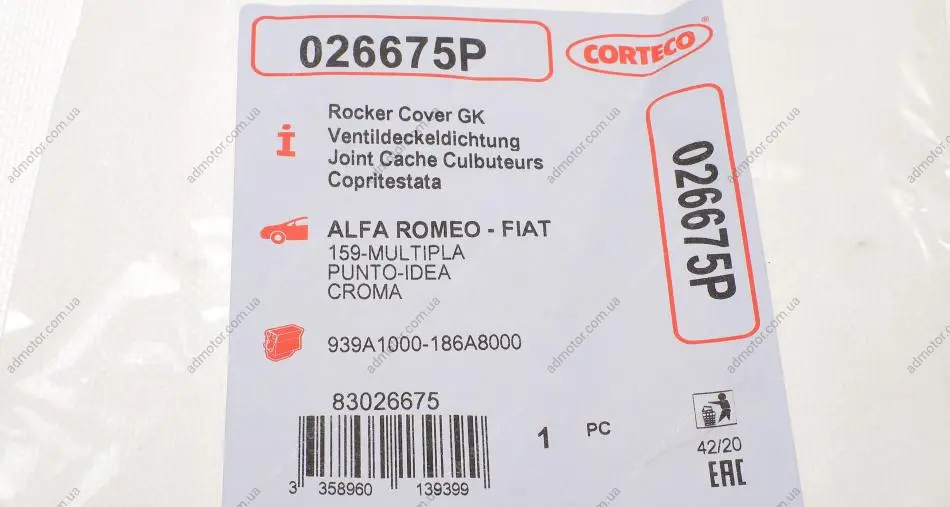 026675P
CORTECO
®
Rocker Cover GK
Ventildeckeldichtung
Joint Cache Culbuteurs
Copritestata
026675P
ALFA ROMEO - FIAT
159-MULTIPLA
PUNTO-IDEA
CROMA
939A1000-186A8000
83026675
3 358960 139399
1 PC
42/20
EAC
admotor.com.ua